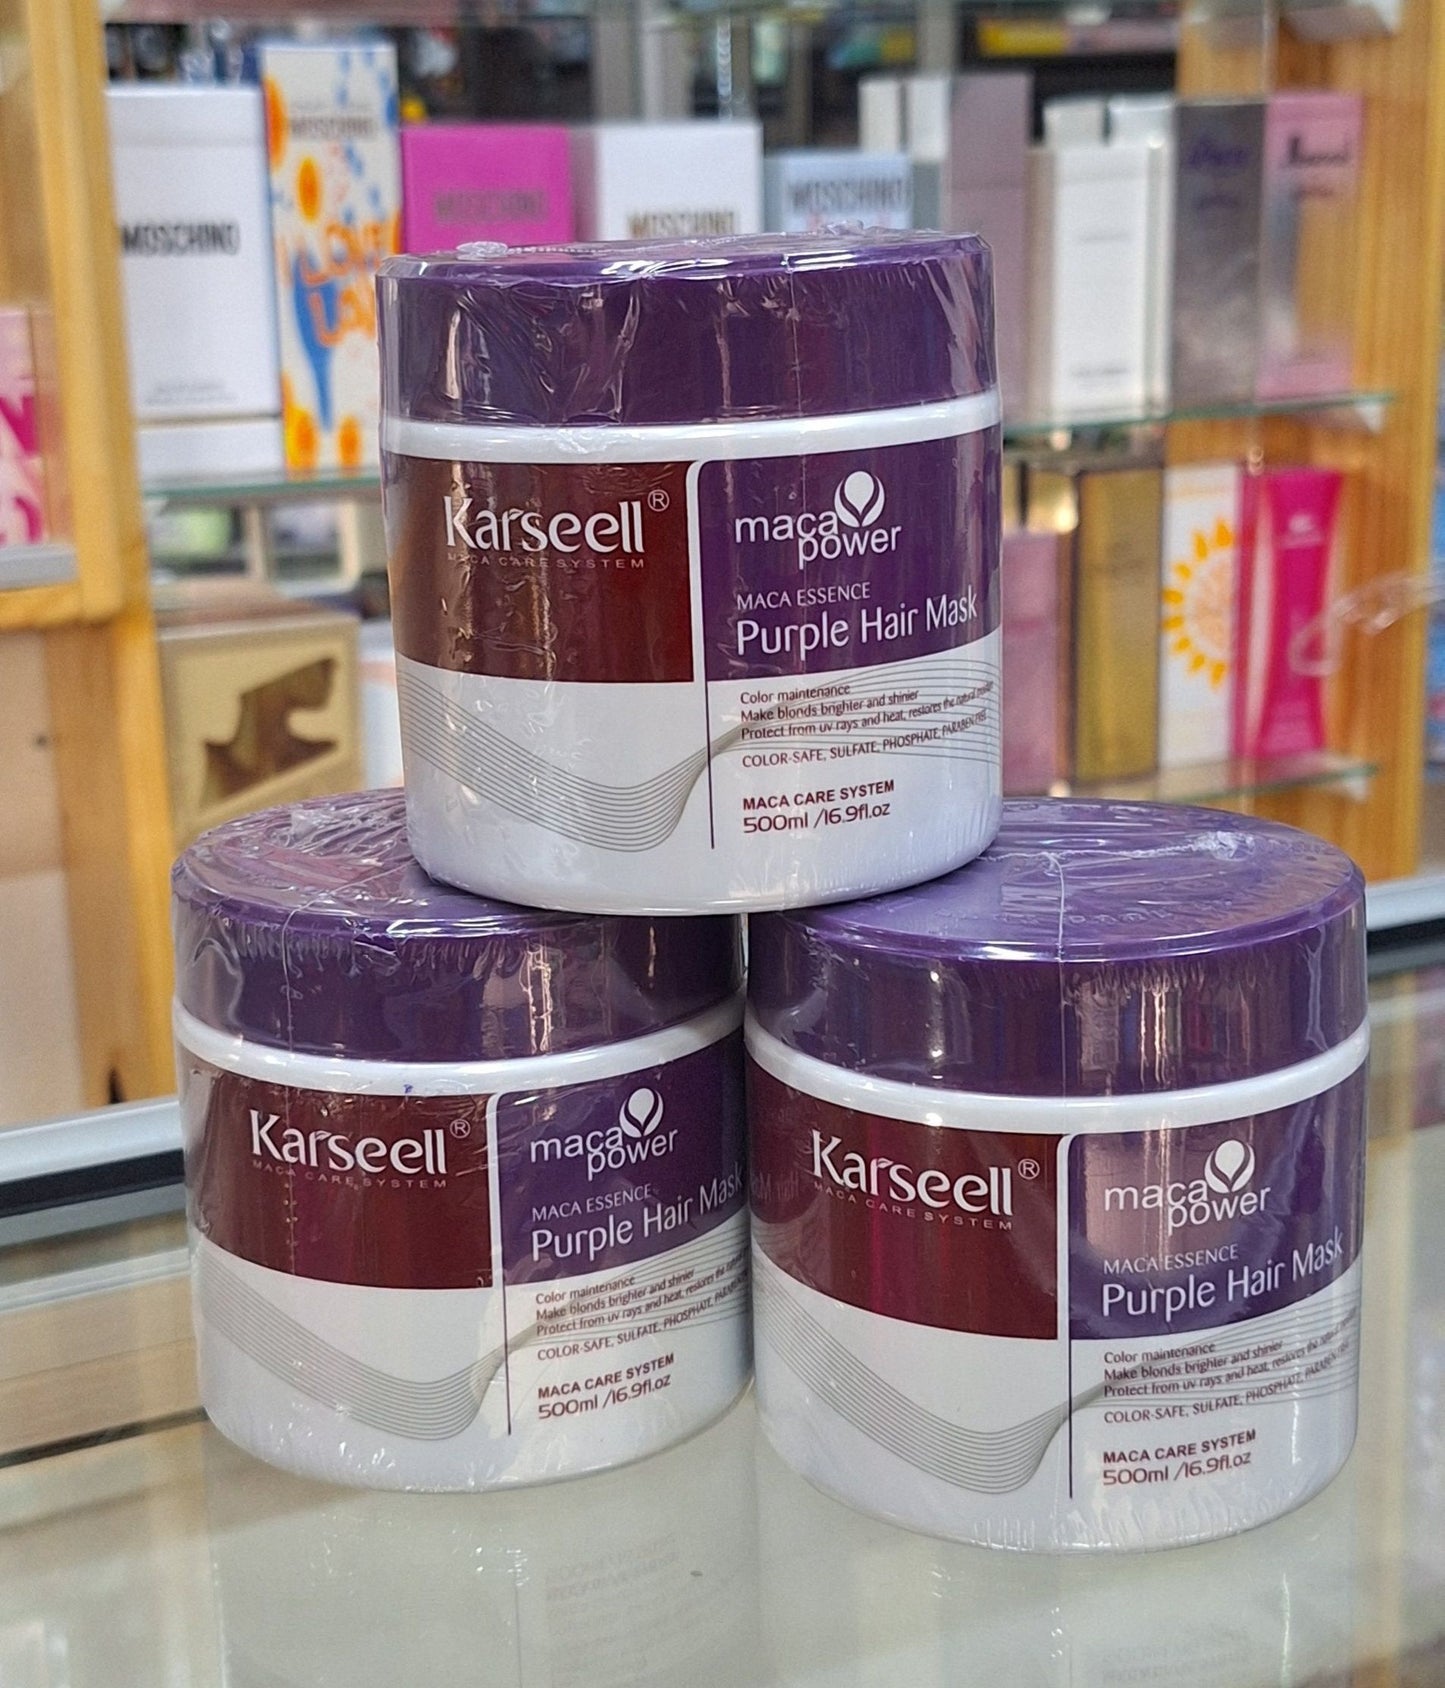 MOSCHINO
MOSCHINO
MOSCHINO
MOSCHINO
MOSCHINO
Karseell®
MACA CARE SYSTEM
maca
power
MACA ESSENCE
Purple Hair Mask
Color maintenance
Make blonds brighter and shinier
Protect from uv rays and heat, restores the natural
COLOR-SAFE, SULFATE, PHOSPHATE, PARABEN FREE
MACA CARE SYSTEM
500ml /16.9fl.oz
Karseell®
MACA CARE SYSTEM
maca
power
MACA ESSENCE
Purple Hair Mask
Color maintenance
Make blonds brighter and shinier
Protect from uv rays and heat, restores the
COLOR-SAFE, SULFATE, PHOSPHATE,
MACA CARE SYSTEM
500ml /16.9fl.oz
Karseell®
MACA CARE SYSTEM
maca
power
MACA ESSENCE
Purple Hair Mask
Color maintenance
Make blonds brighter and shinier
Protect from uv rays and heat, restores the natural
COLOR-SAFE, SULFATE, PHOSPHATE, PARABEN FREE
MACA CARE SYSTEM
500ml /16.9fl.oz